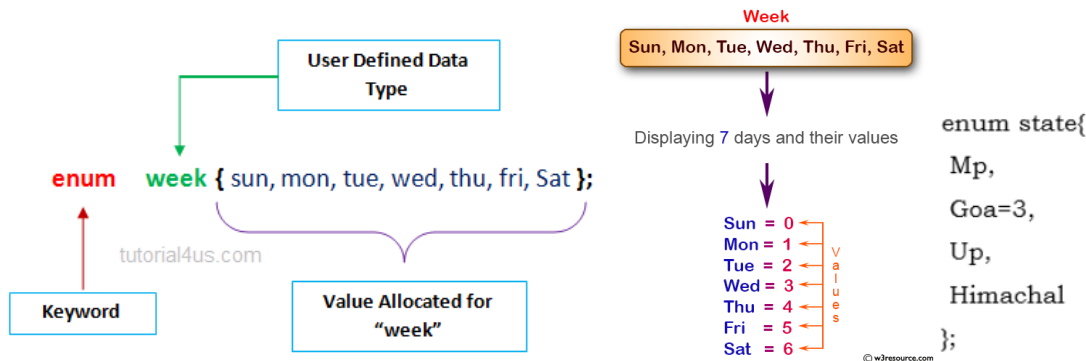 User Defined Data
Type
enum week { sun, mon, tue, wed, thu, fri, Sat };
tutorial4us.com
Keyword
Value Allocated for
“week”
Week
Sun, Mon, Tue, Wed, Thu, Fri, Sat
Displaying 7 days and their values
Sun = 0
Mon = 1
Tue = 2
Wed = 3
Thu = 4
Fri = 5
Sat = 6
Values
© w3resource.com
enum state{
Mp,
Goa=3,
Up,
Himachal
};